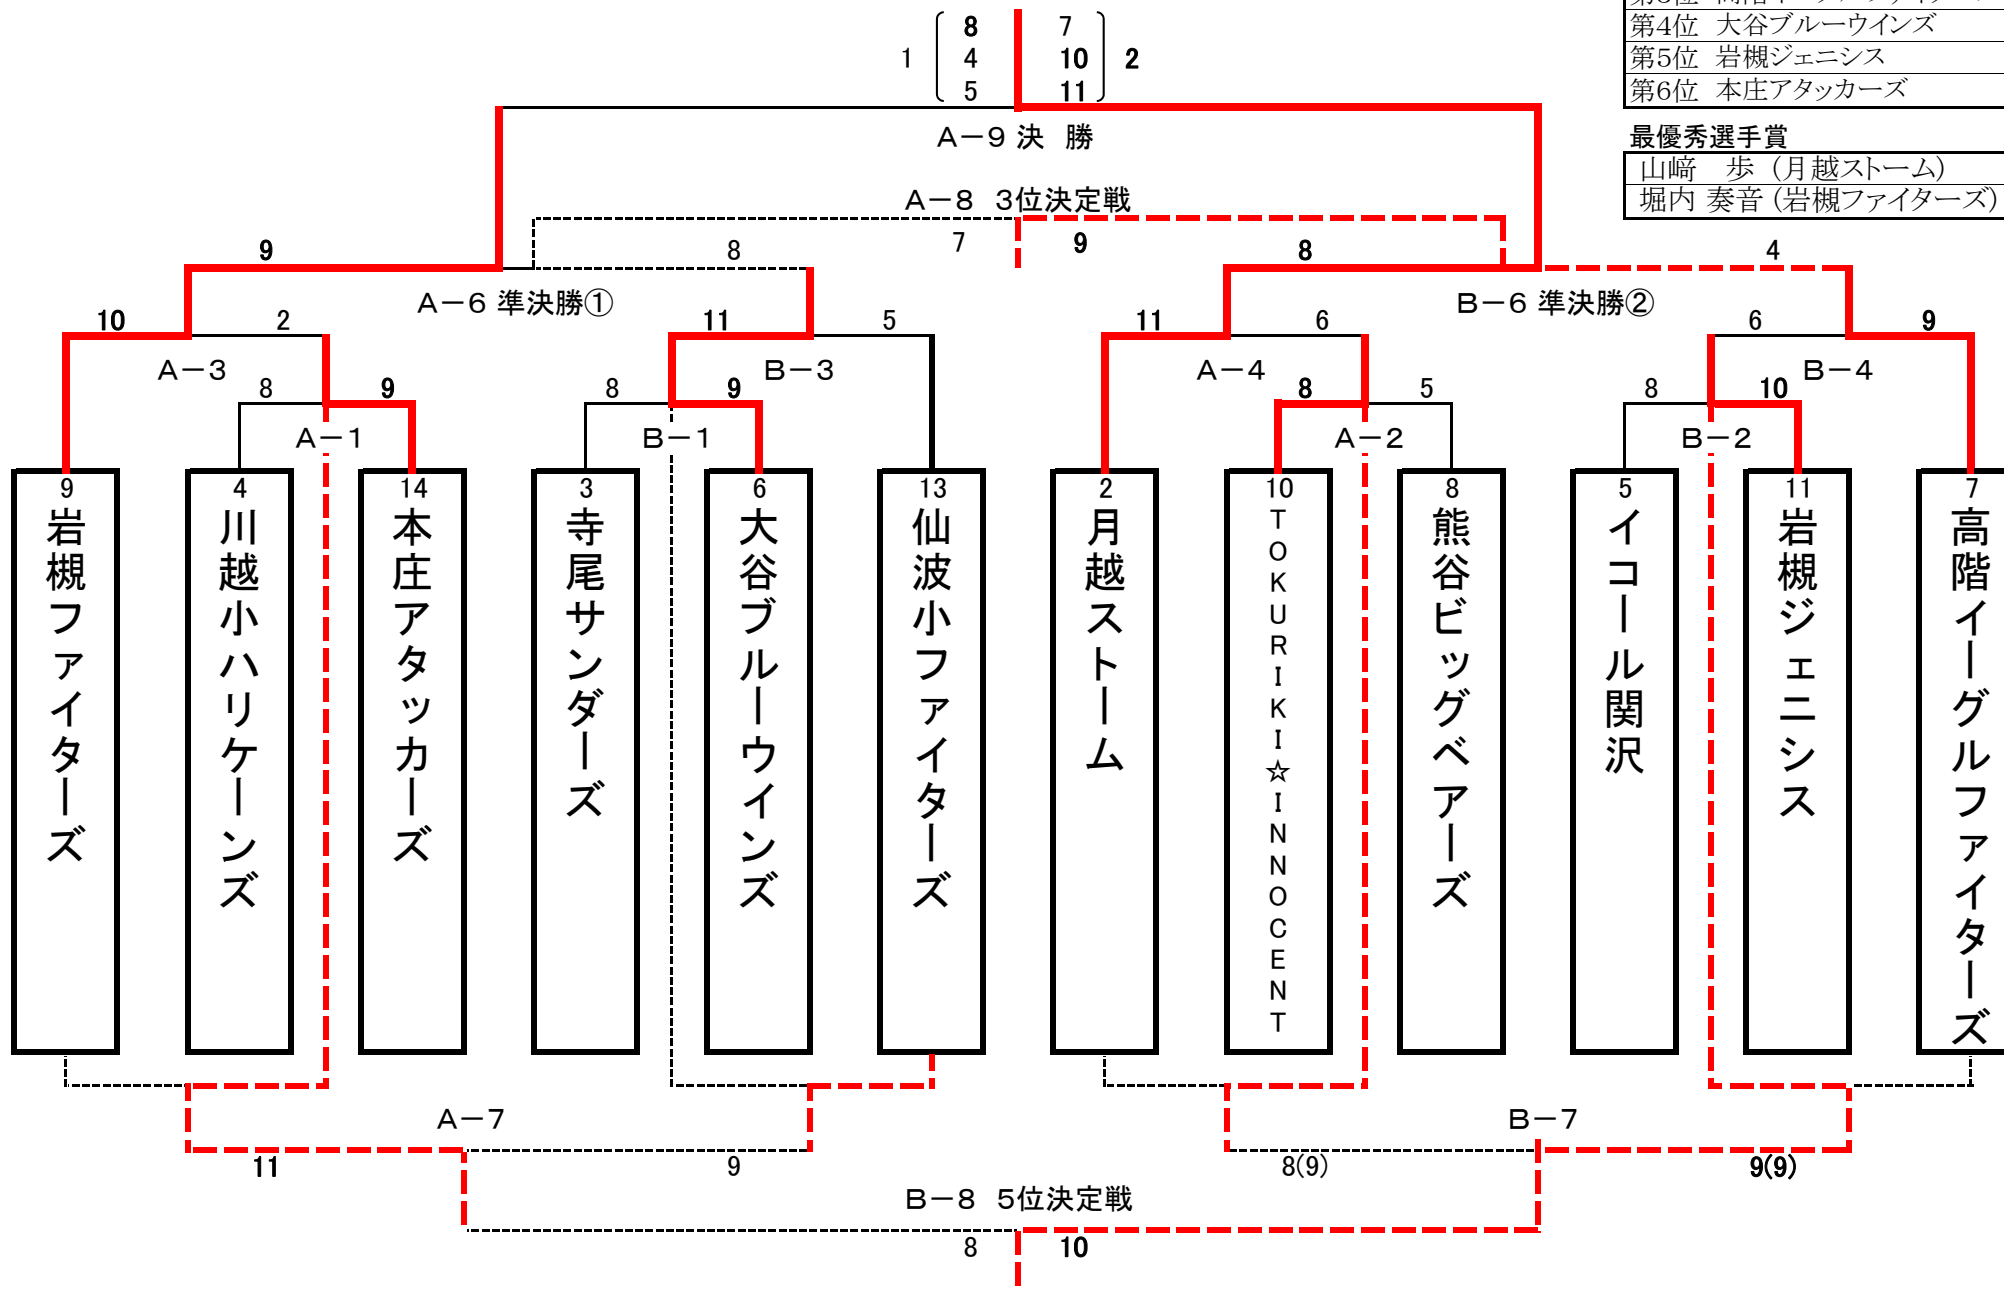 第4位 大谷ブルーウインズ
第5位 岩槻ジェニシス
第6位 本庄アタッカーズ
最優秀選手賞
山﨑 歩 (月越ストーム)
堀内 奏音 (岩槻ファイターズ)
8 7
1 4 10 2
5 11
A-9 決 勝
A-8 3位決定戦
7 9
9 8 8 4
A-6 準決勝① B-6 準決勝②
10 2 11 5 11 6 6 9
A-3 B-3 A-4 B-4
8 9 8 9 8 5 8 10
A-1 B-1 A-2 B-2
9 4 14 3 6 13 2 10 8 5 11 7
岩槻ファイターズ
川越小ハリケーンズ
本庄アタッカーズ
寺尾サンダーズ
大谷ブルーウインズ
仙波小ファイターズ
月越ストーム
TOKURIKI☆INNOCENT
熊谷ビッグベアーズ
イコール関沢
岩槻ジェニシス
高階イーグルファイターズ
A-7 B-7
11 9 8(9) 9(9)
B-8 5位決定戦
8 10